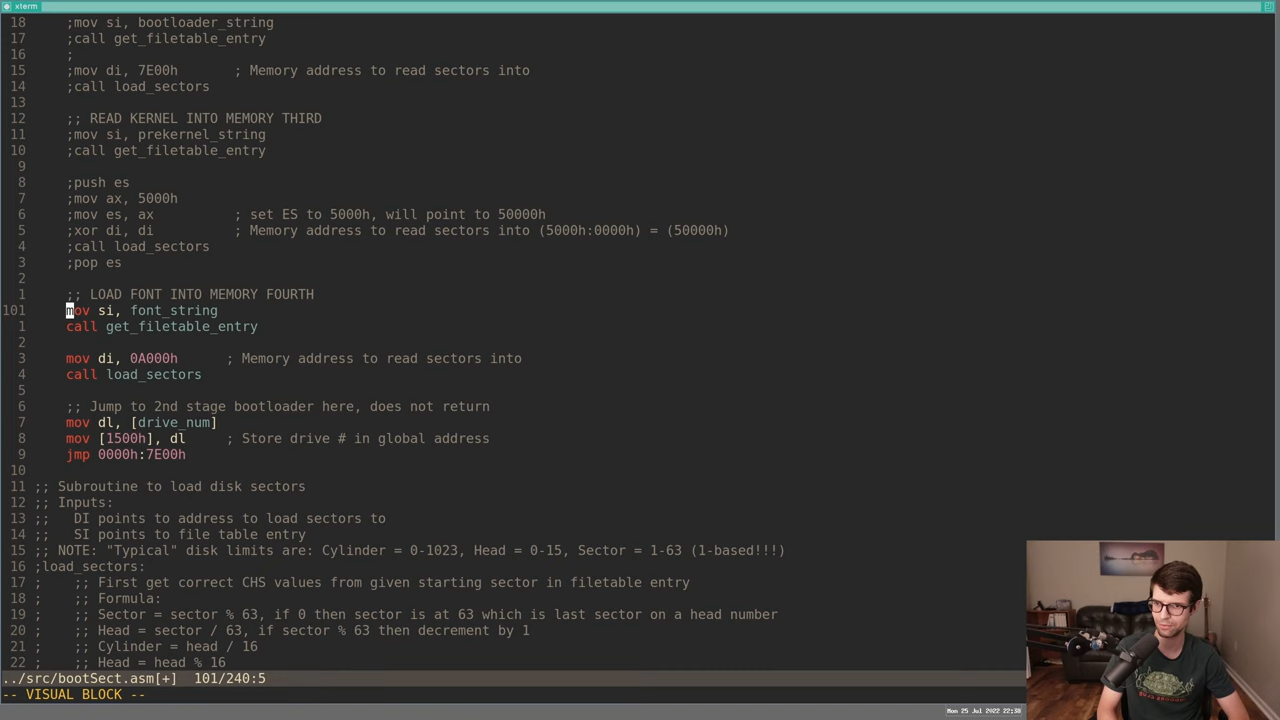 xterm
18 ;mov si, bootloader_string
17 ;call get_filetable_entry
16 ;
15 ;mov di, 7E00h ; Memory address to read sectors into
14 ;call load_sectors
13
12 ;; READ KERNEL INTO MEMORY THIRD
11 ;mov si, prekernel_string
10 ;call get_filetable_entry
9
8 ;push es
7 ;mov ax, 5000h
6 ;mov es, ax ; set ES to 5000h, will point to 50000h
5 ;xor di, di ; Memory address to read sectors into (5000h:0000h) = (50000h)
4 ;call load_sectors
3 ;pop es
2
1 ;; LOAD FONT INTO MEMORY FOURTH
101 mov si, font_string
1 call get_filetable_entry
2
3 mov di, 0A000h ; Memory address to read sectors into
4 call load_sectors
5
6 ;; Jump to 2nd stage bootloader here, does not return
7 mov dl, [drive_num]
8 mov [1500h], dl ; Store drive # in global address
9 jmp 0000h:7E00h
10
11 ;; Subroutine to load disk sectors
12 ;; Inputs:
13 ;; DI points to address to load sectors to
14 ;; SI points to file table entry
15 ;; NOTE: "Typical" disk limits are: Cylinder = 0-1023, Head = 0-15, Sector = 1-63 (1-based!!!)
16 ;load_sectors:
17 ; ;; First get correct CHS values from given starting sector in filetable entry
18 ; ;; Formula:
19 ; ;; Sector = sector % 63, if 0 then sector is at 63 which is last sector on a head number
20 ; ;; Head = sector / 63, if sector % 63 then decrement by 1
21 ; ;; Cylinder = head / 16
22 ; ;; Head = head % 16
../src/bootSect.asm[+] 101/240:5
-- VISUAL BLOCK --
Mon 25 Jul 2022 22:30